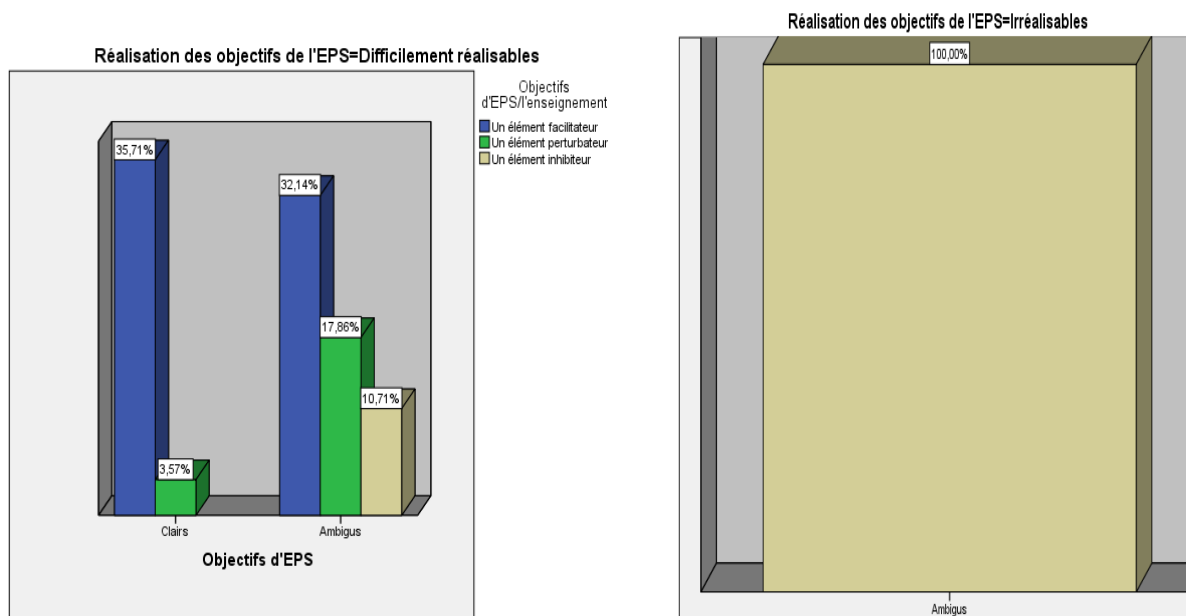 Réalisation des objectifs de l'EPS=Difficilement réalisables
Objectifs
d'EPS/l'enseignement
Un élément facilitateur
Un élément perturbateur
Un élément inhibiteur
35,71%
3,57%
32,14%
17,86%
10,71%
Clairs
Ambigus
Objectifs d'EPS
Réalisation des objectifs de l'EPS=Irréalisables
100,00%
Ambigus